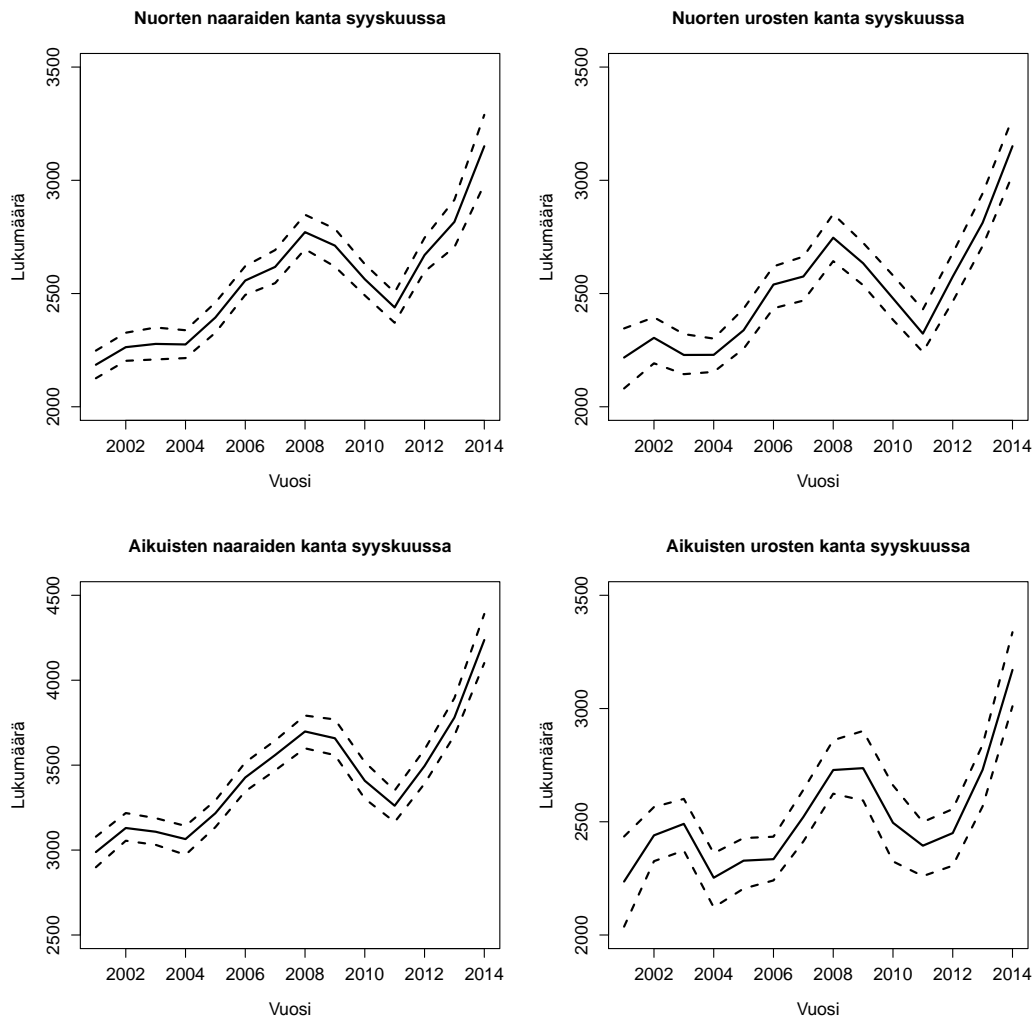 Nuorten naaraiden kanta syyskuussa
Lukumäärä
3500
3000
2500
2000
2002 2004 2006 2008 2010 2012 2014
Vuosi
Nuorten urosten kanta syyskuussa
Lukumäärä
3500
3000
2500
2000
2002 2004 2006 2008 2010 2012 2014
Vuosi
Aikuisten naaraiden kanta syyskuussa
Lukumäärä
4500
4000
3500
3000
2500
2002 2004 2006 2008 2010 2012 2014
Vuosi
Aikuisten urosten kanta syyskuussa
Lukumäärä
3500
3000
2500
2000
2002 2004 2006 2008 2010 2012 2014
Vuosi